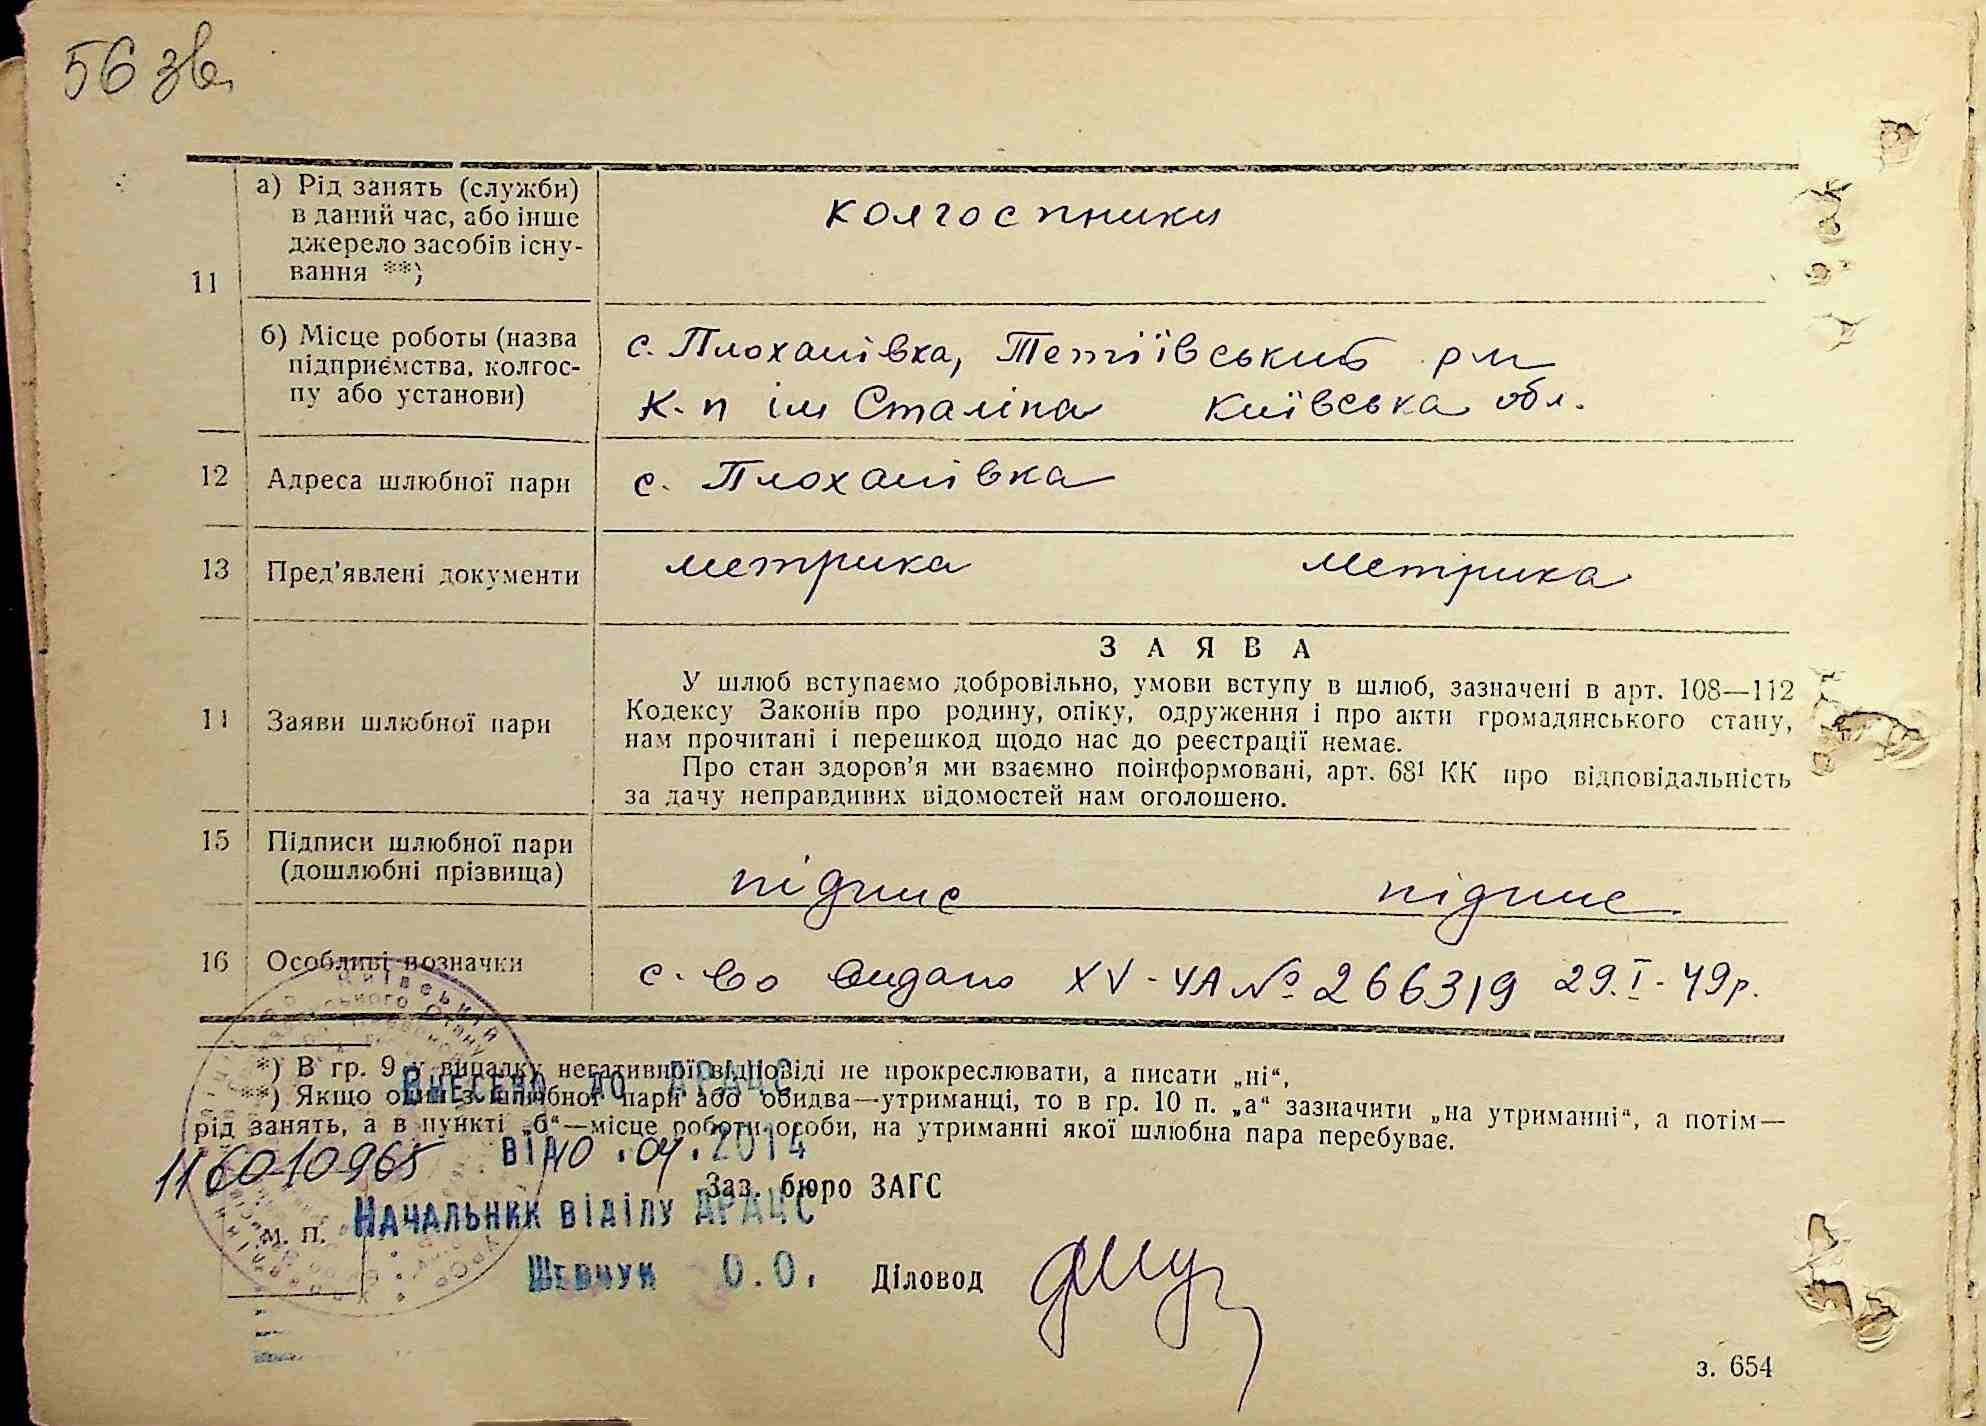 56 зв.
11
а) Рід занять (служби)
в даний час, або інше
джерело засобів існу-
вання **)
колгоспники
б) Місце роботи (назва
підприємства, колгос-
пу або установи)
с. Плоханівка, Тетіївський р-н
К-п ім Сталіна Київська обл.
12 Адреса шлюбної пари
с. Плоханівка
13 Пред'явлені документи
метрика метрика
14 Заяви шлюбної пари
ЗАЯВА
У шлюб вступаємо добровільно, умови вступу в шлюб, зазначені в арт. 108—112
Кодексу Законів про родину, опіку, одруження і про акти громадянського стану,
нам прочитані і перешкод щодо нас до реєстрації немає.
Про стан здоров'я ми взаємно поінформовані, арт. 68¹ КК про відповідальність
за дачу неправдивих відомостей нам оголошено.
15 Підписи шлюбної пари
(дошлюбні прізвища)
підпис підпис
16 Особливі позначки
с-во видано XV-ЧА № 266319 29.I-49р.
*) В гр. 9 у випадку негативної відповіді не прокреслювати, а писати „ні“,
**) Якщо один з шлюбної пари або обидва—утриманці, то в гр. 10 п. „а“ зазначити „на утриманні“, а потім—
рід занять, а в пункті „б“—місце роботи особи, на утриманні якої шлюбна пара перебуває.
Внесено до ДРАЦС
від 10.04.2014
116010965
Зав. бюро ЗАГС
Начальник відділу ДРАЦС
М. П.
Шевчук О.О.
Діловод
з. 654